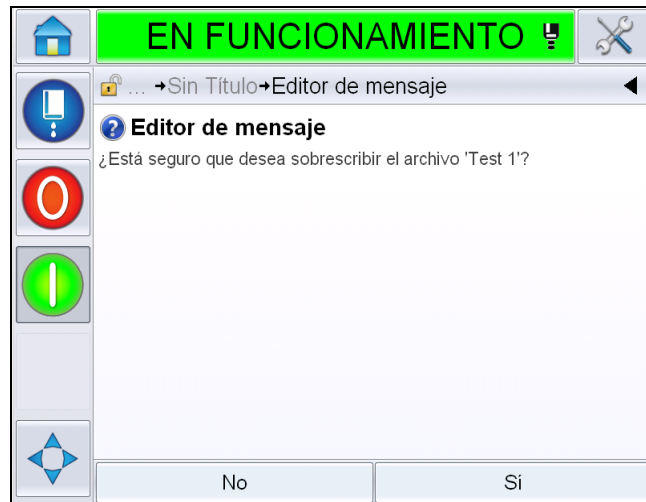 EN FUNCIONAMIENTO
... →Sin Título→Editor de mensaje
Editor de mensaje
¿Está seguro que desea sobrescribir el archivo 'Test 1'?
No
Sí